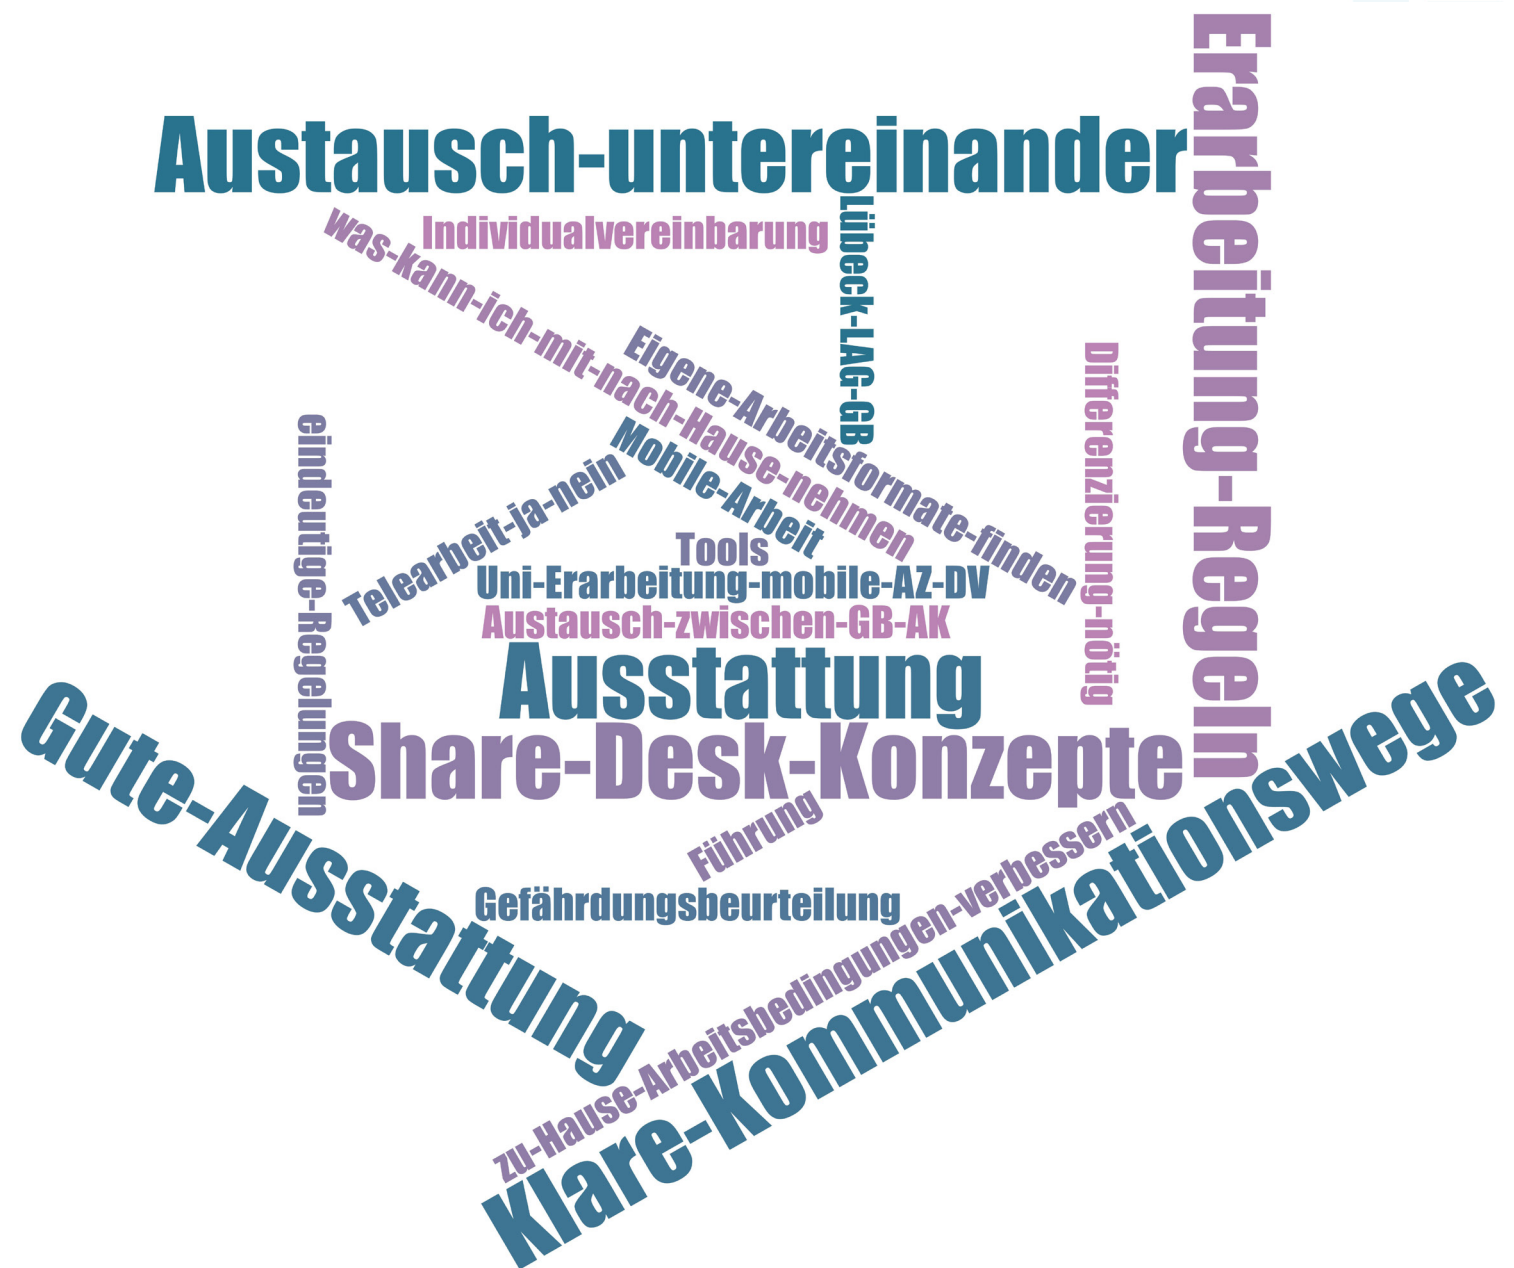 Erarbeitung-Regeln
Austausch-untereinander
Individualvereinbarung
was-kann-ich-mit-nach-Hause-nehmen
Lübeck-LAG-GB
Eigene-Arbeitsformate-finden
Differenzierung-nötig
Mobile-Arbeit
eindeutige-Regelungen
Telearbeit-ja-nein
Tools
Uni-Erarbeitung-mobile-AZ-DV
Austausch-zwischen-GB-AK
Ausstattung
Share-Desk-Konzepte
Gute-Ausstattung
Führung
Gefährdungsbeurteilung
zu-Hause-Arbeitsbedingungen-verbessern
Klare-Kommunikationswege